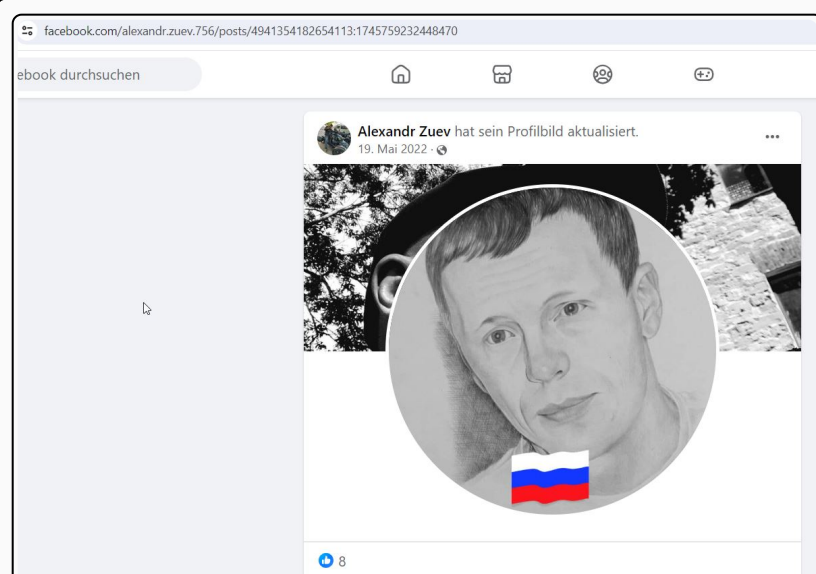 facebook.com/alexandr.zuev.756/posts/4941354182654113:1745759232448470
ebook durchsuchen
Alexandr Zuev hat sein Profilbild aktualisiert.
19. Mai 2022 ·
8